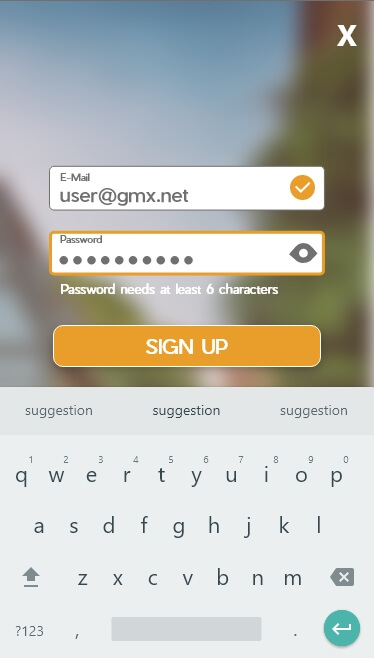 X
E-Mail
user@gmx.net
Password
●●●●●●●●●●
Password needs at least 6 characters
SIGN UP
suggestion suggestion suggestion
1 2 3 4 5 6 7 8 9 0
q w e r t y u i o p
a s d f g h j k l
z x c v b n m
?123 , .